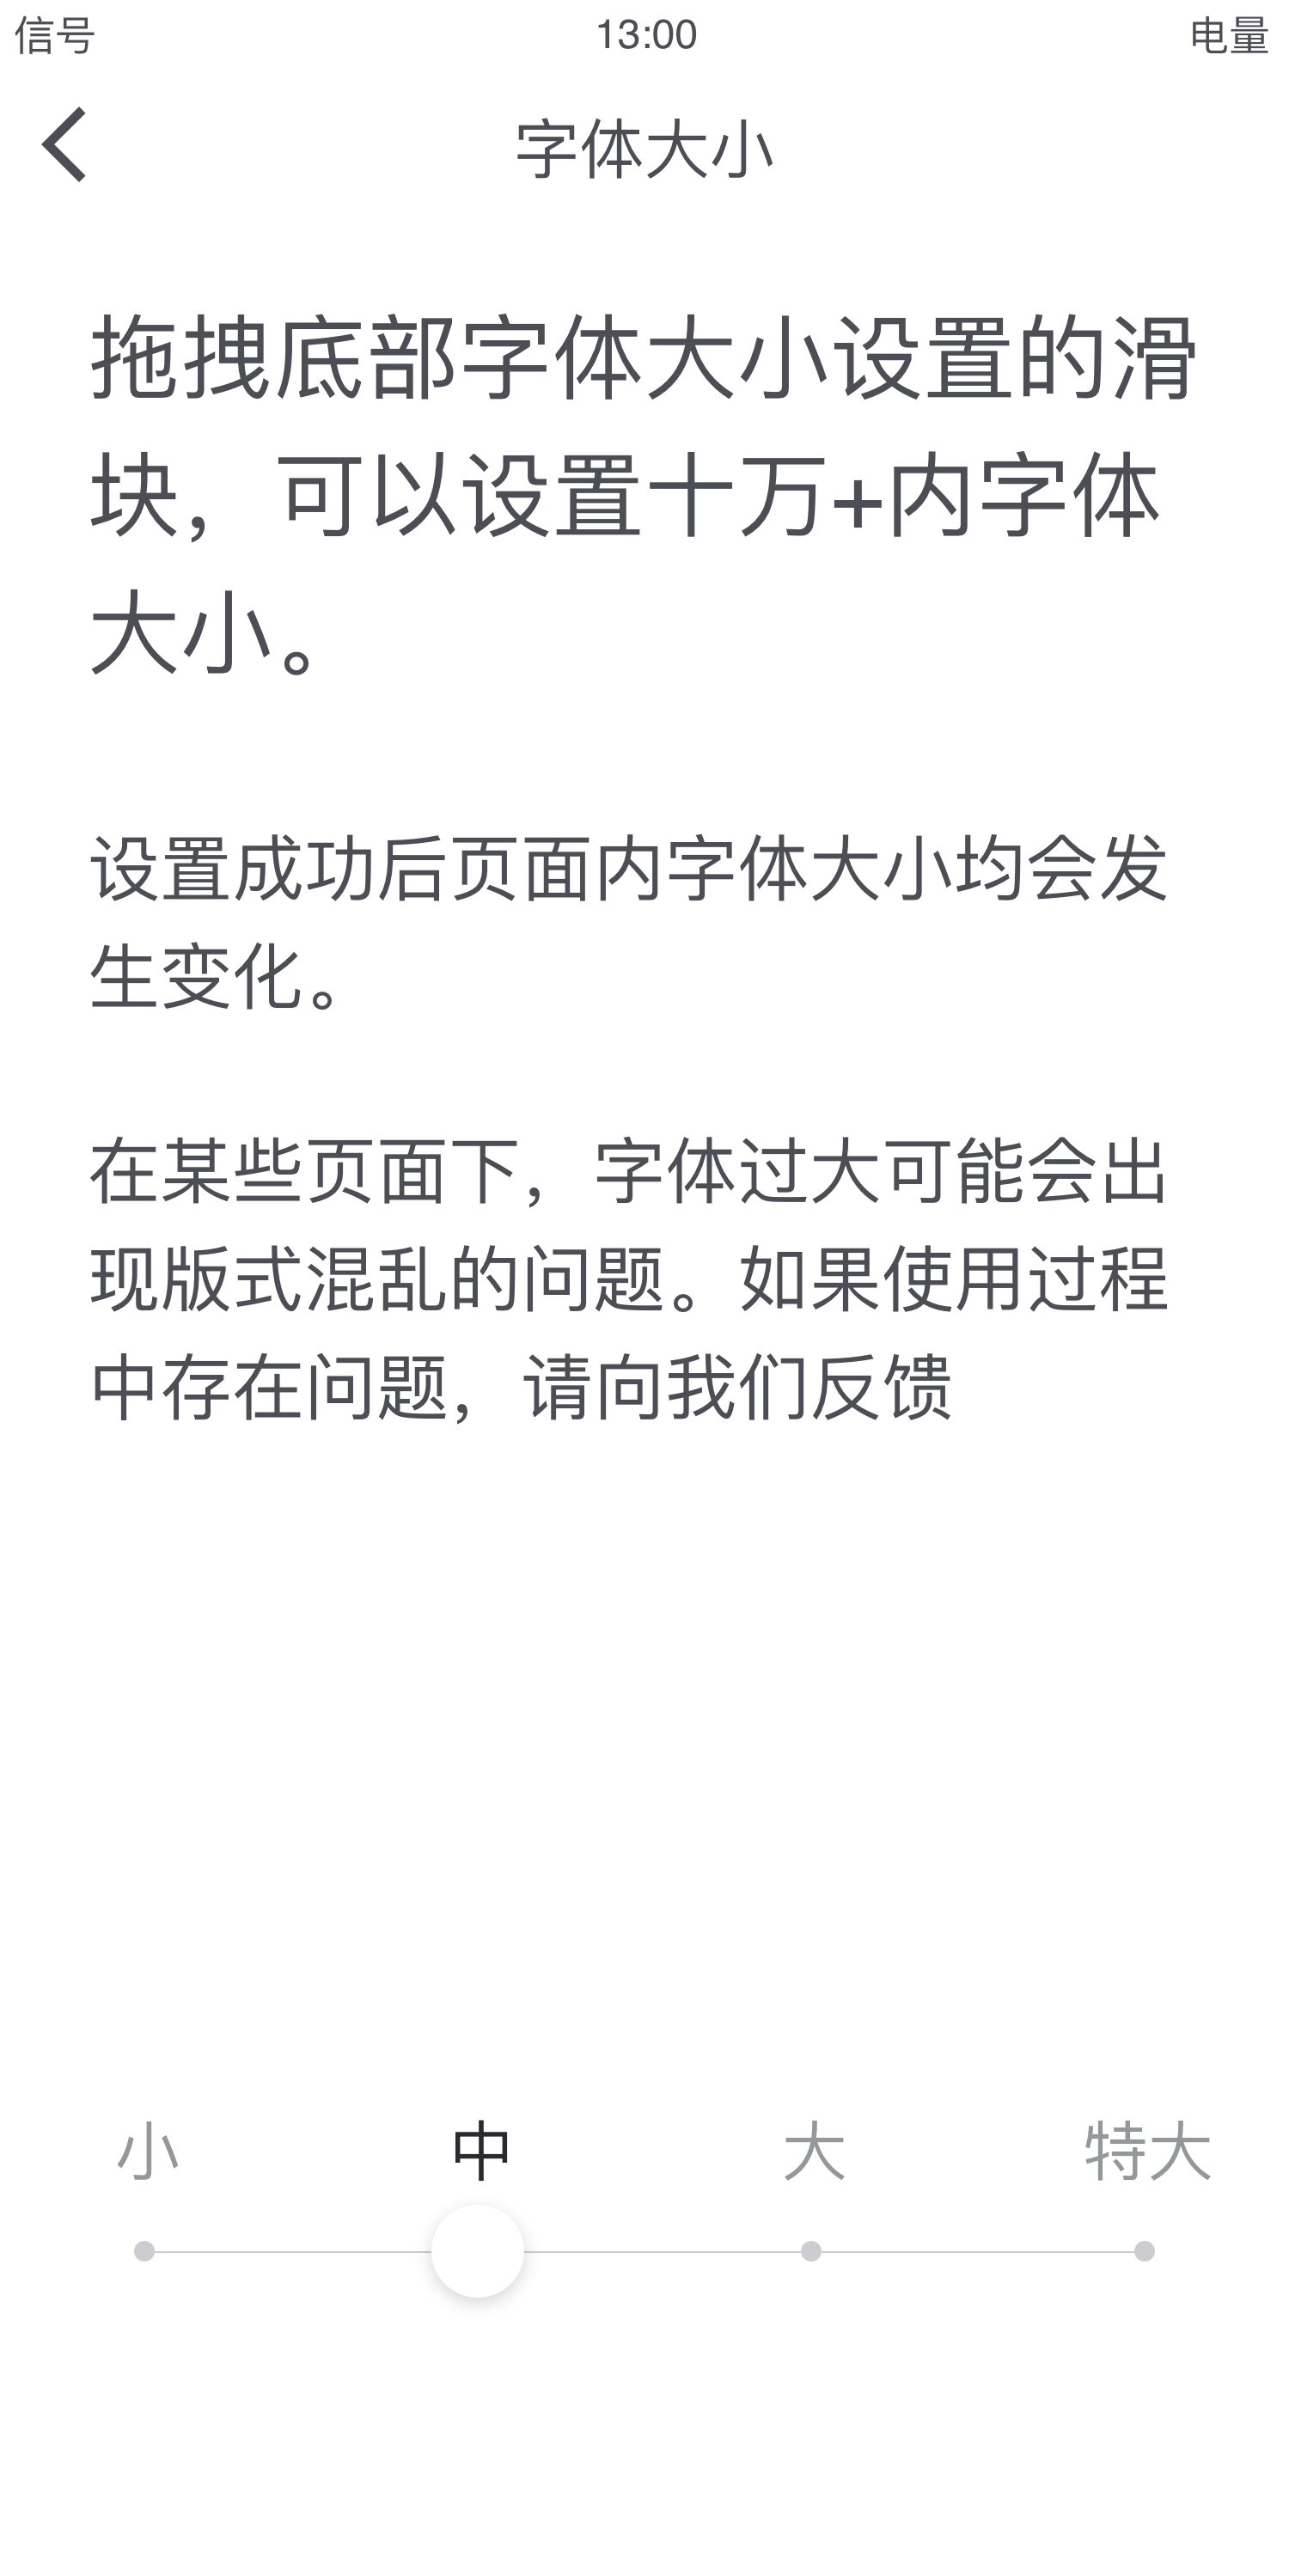 信号 13:00 电量
字体大小
拖拽底部字体大小设置的滑
块，可以设置十万+内字体
大小。
设置成功后页面内字体大小均会发
生变化。
在某些页面下，字体过大可能会出
现版式混乱的问题。如果使用过程
中存在问题，请向我们反馈
小 中 大 特大